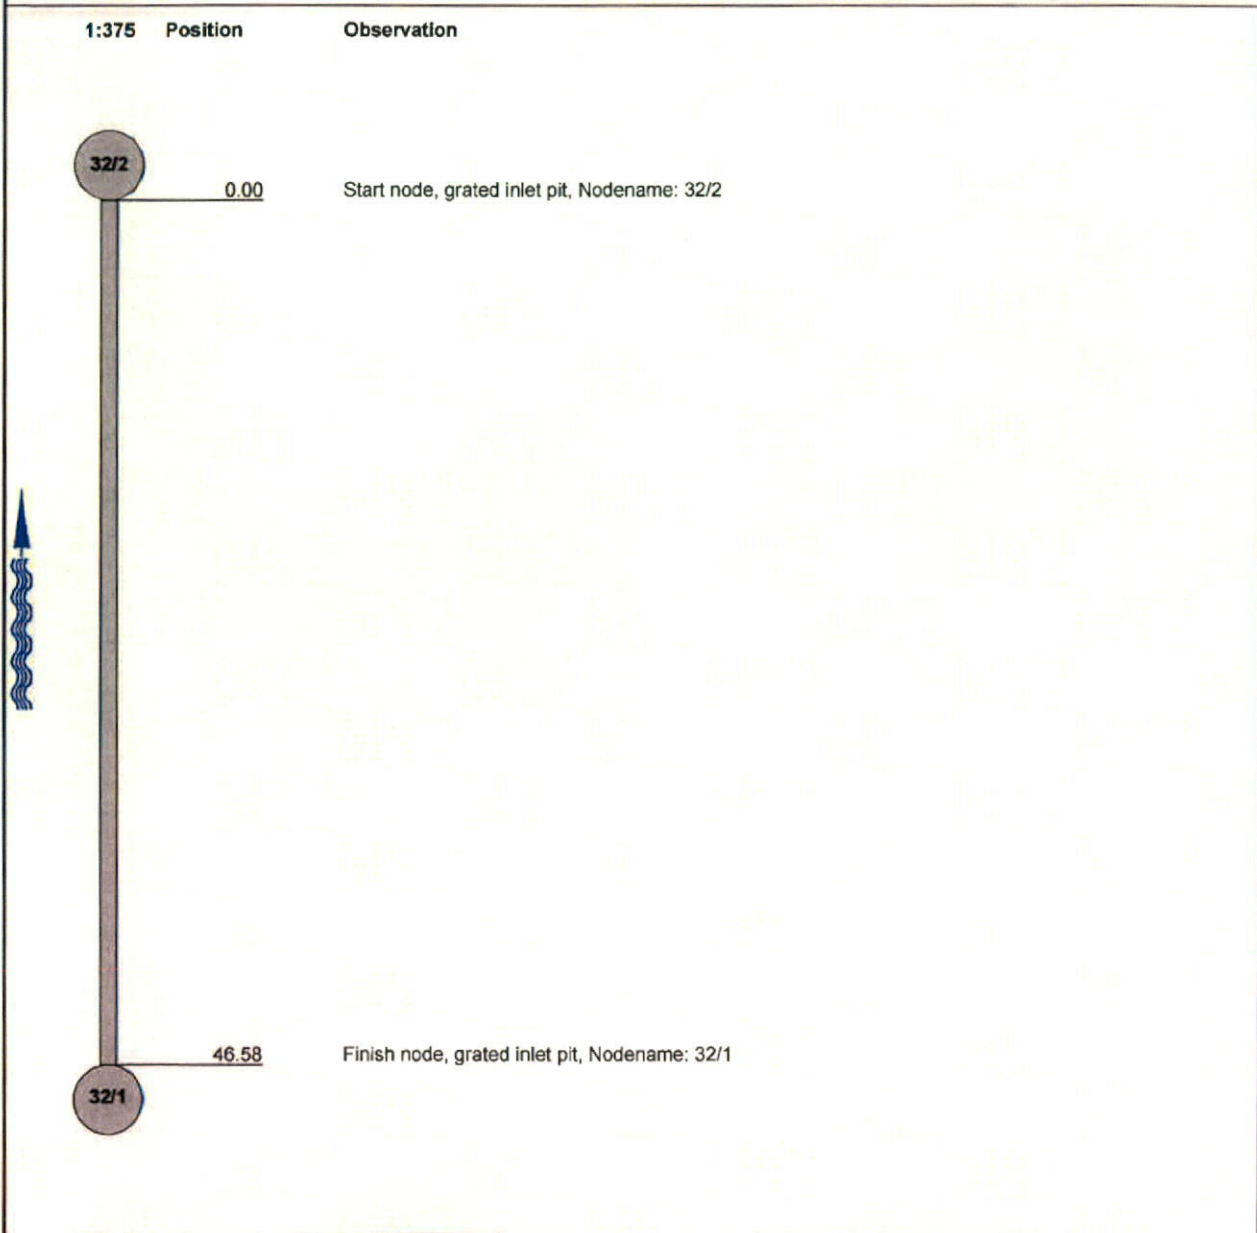 1:375 Position Observation
32/2
0.00 Start node, grated inlet pit, Nodename: 32/2
46.58 Finish node, grated inlet pit, Nodename: 32/1
32/1